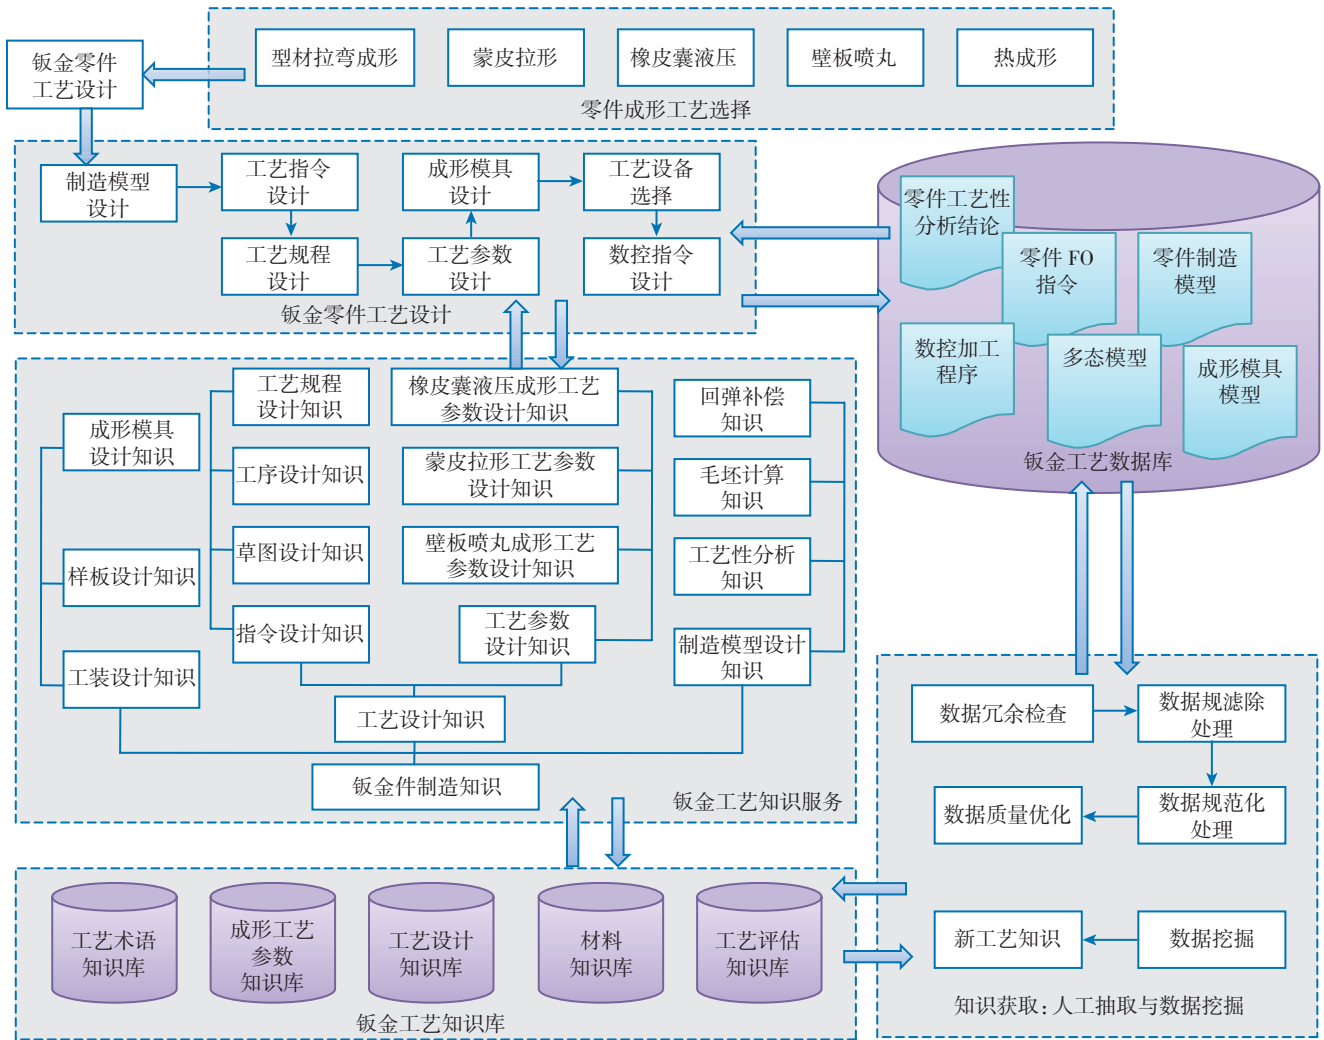 钣金零件
工艺设计
型材拉弯成形
蒙皮拉形
橡皮囊液压
壁板喷丸
热成形
零件成形工艺选择
制造模型
设计
工艺指令
设计
工艺规程
设计
成形模具
设计
工艺参数
设计
工艺设备
选择
数控指令
设计
钣金零件工艺设计
零件工艺性
分析结论
零件 FO
指令
零件制造
模型
数控加工
程序
多态模型
成形模具
模型
钣金工艺数据库
成形模具
设计知识
样板设计知识
工装设计知识
工艺规程
设计知识
工序设计知识
草图设计知识
指令设计知识
橡皮囊液压成形工艺
参数设计知识
蒙皮拉形工艺参数
设计知识
壁板喷丸成形工艺
参数设计知识
工艺参数
设计知识
回弹补偿
知识
毛坯计算
知识
工艺性分析
知识
制造模型设计
知识
工艺设计知识
钣金件制造知识
钣金工艺知识服务
数据冗余检查
数据规滤除
处理
数据质量优化
数据规范化
处理
新工艺知识
数据挖掘
知识获取：人工抽取与数据挖掘
工艺术语
知识库
成形工艺
参数
知识库
工艺设计
知识库
材料
知识库
工艺评估
知识库
钣金工艺知识库